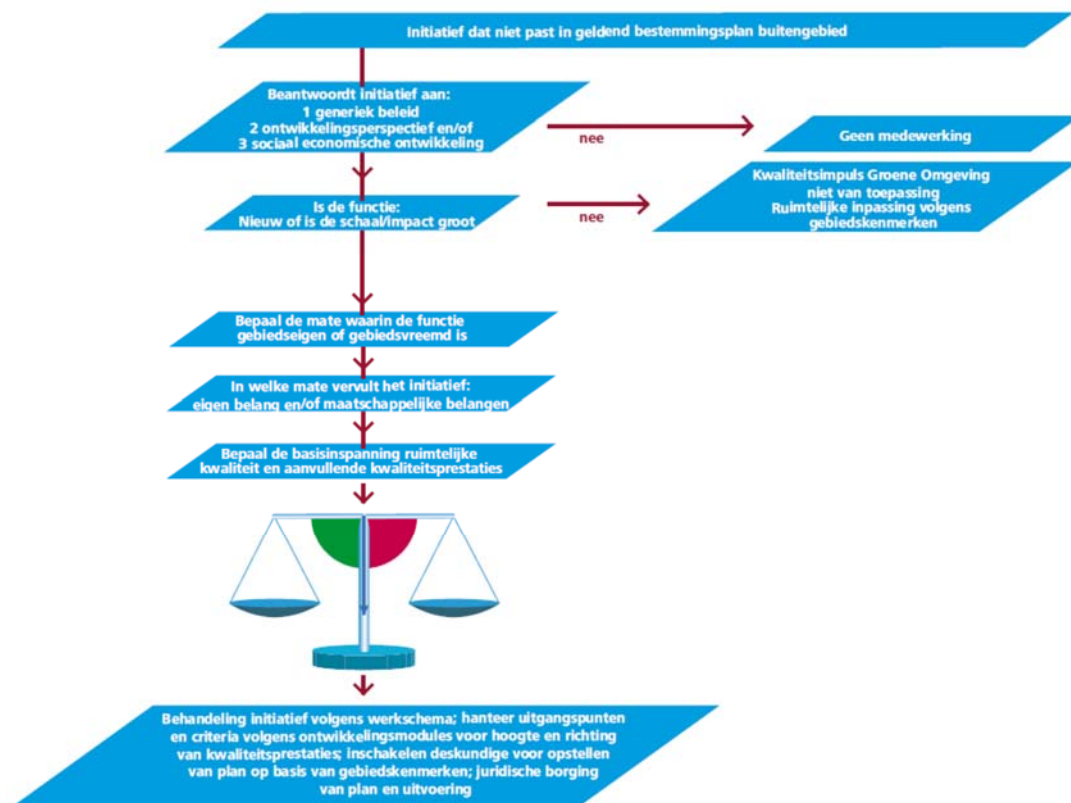 Initiatief dat niet past in geldend bestemmingsplan buitengebied
Beantwoordt initiatief aan:
1 generiek beleid
2 ontwikkelingsperspectief en/of
3 sociaal economische ontwikkeling
nee
Geen medewerking
Is de functie:
Nieuw of is de schaal/impact groot
nee
Kwaliteitsimpuls Groene Omgeving
niet van toepassing
Ruimtelijke inpassing volgens
gebiedskenmerken
Bepaal de mate waarin de functie
gebiedseigen of gebiedsvreemd is
In welke mate vervult het initiatief:
eigen belang en/of maatschappelijke belangen
Bepaal de basisinspanning ruimtelijke
kwaliteit en aanvullende kwaliteitsprestaties
Behandeling initiatief volgens werkschema; hanteer uitgangspunten
en criteria volgens ontwikkelingsmodules voor hoogte en richting
van kwaliteitsprestaties; inschakelen deskundige voor opstellen
van plan op basis van gebiedskenmerken; juridische borging
van plan en uitvoering